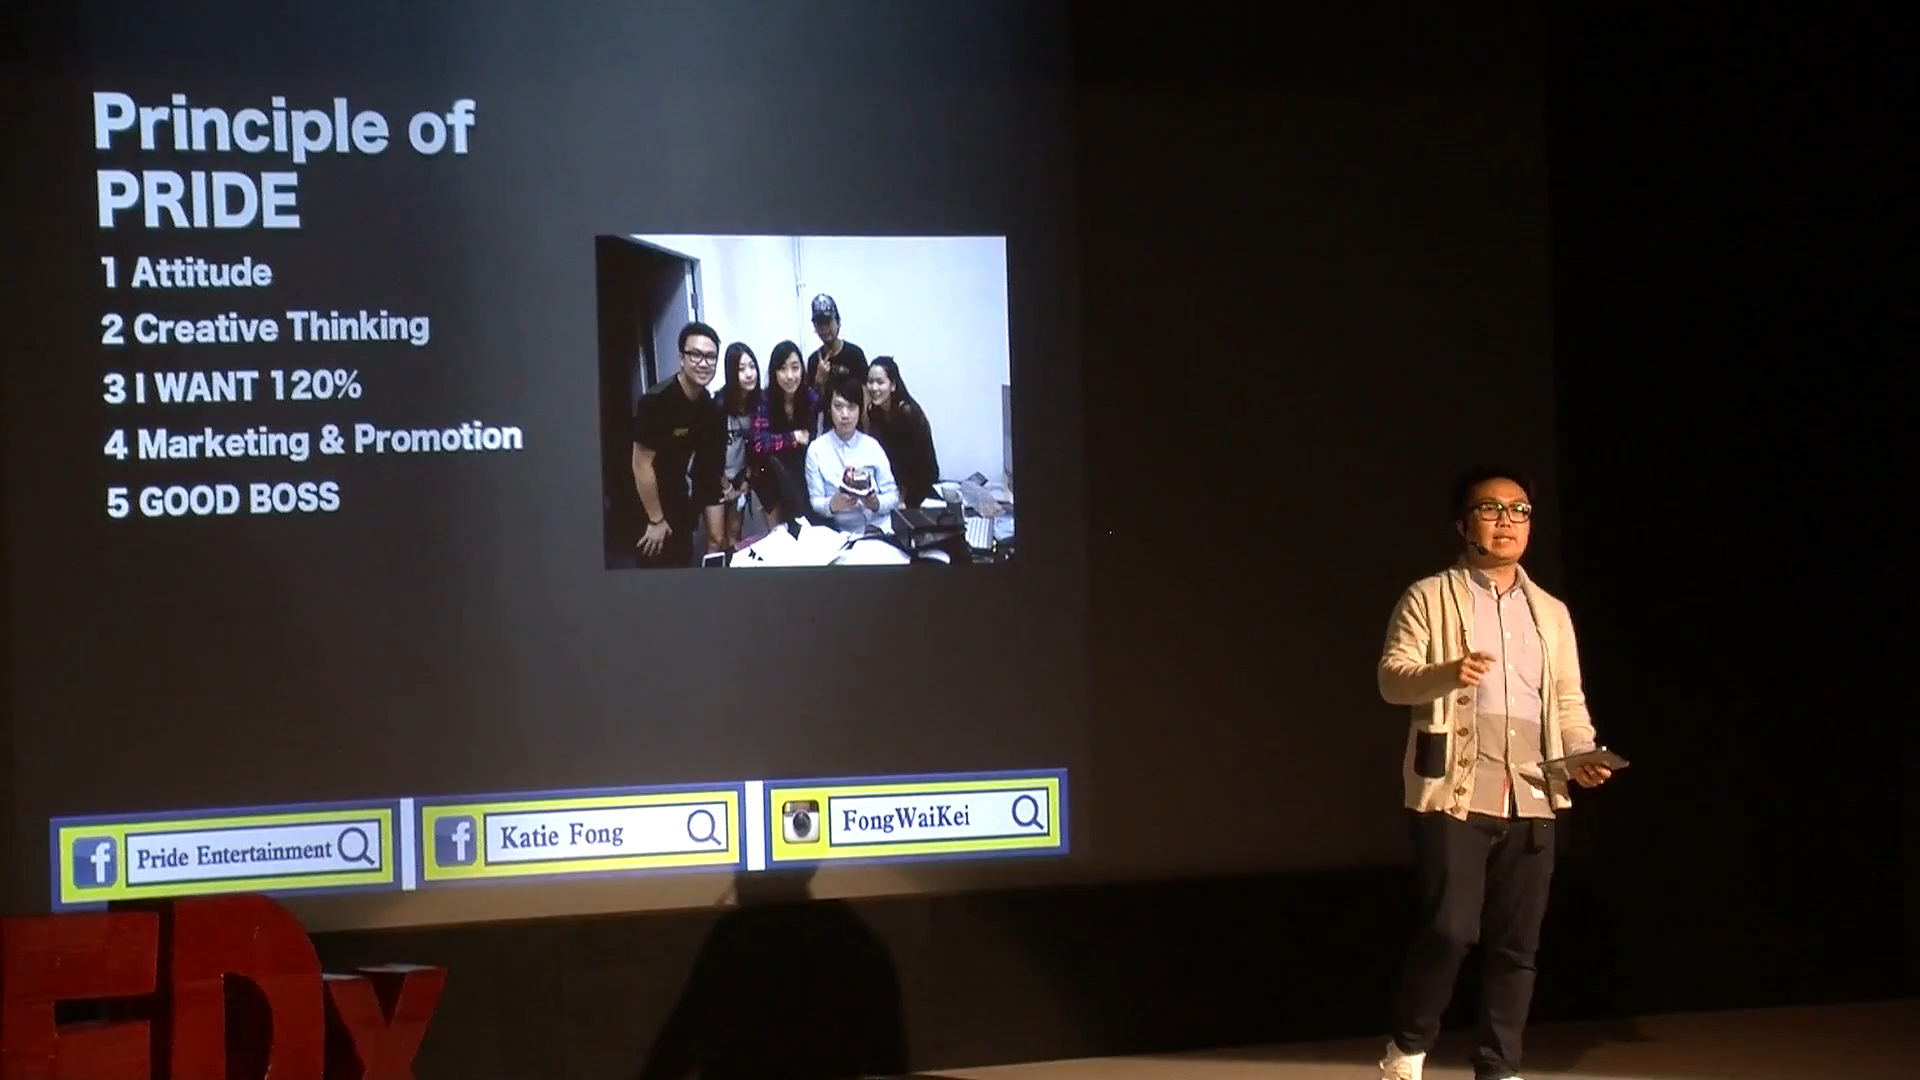 Principle of
PRIDE
1 Attitude
2 Creative Thinking
3 I WANT 120%
4 Marketing & Promotion
5 GOOD BOSS
f Pride Entertainment
f Katie Fong
FongWaiKei
EDx